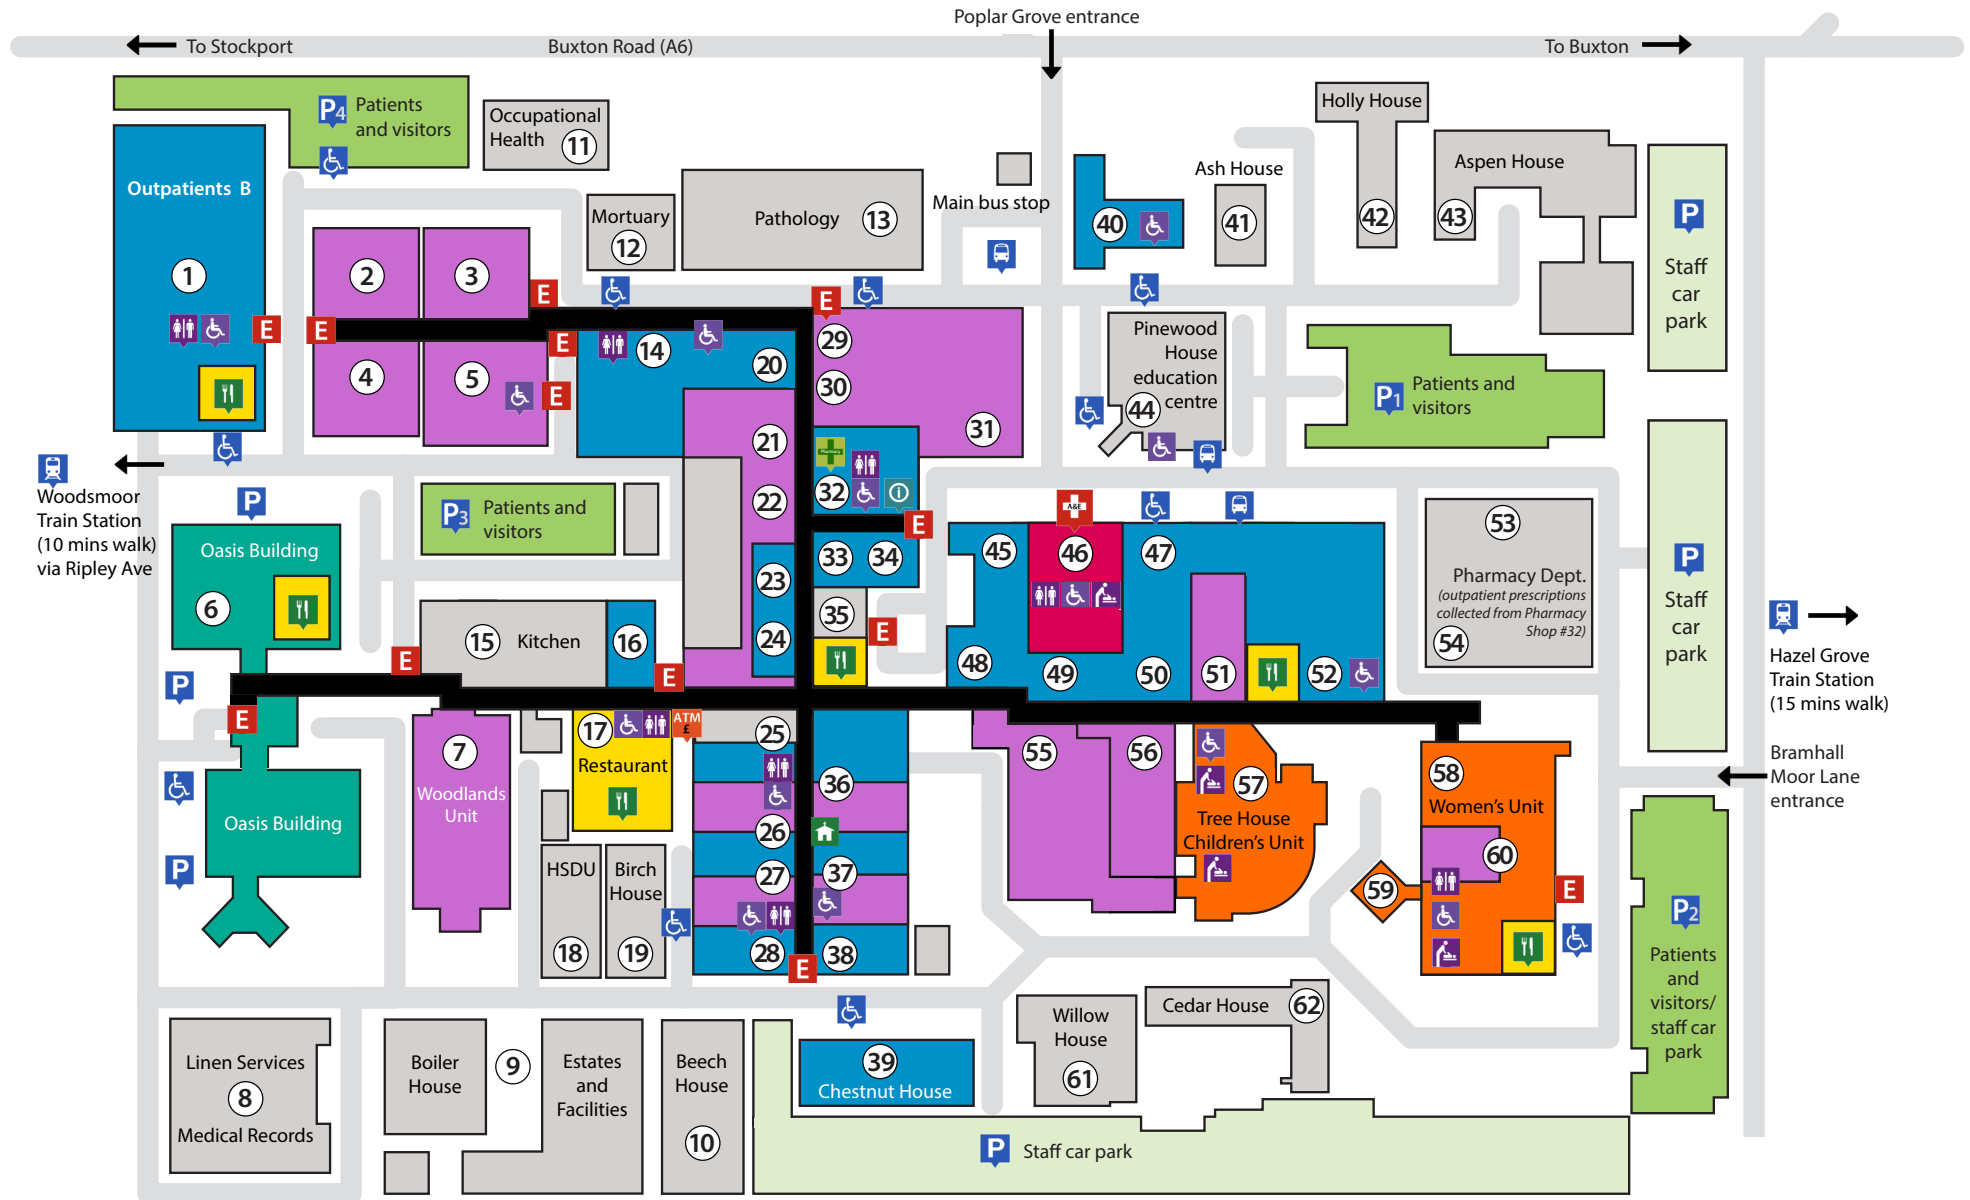 Poplar Grove entrance
To Stockport
Buxton Road (A6)
To Buxton
P4
Patients
and visitors
Occupational
Health
11
Holly House
Aspen House
Outpatients B
1
Ash House
Main bus stop
Mortuary
12
Pathology
13
40
41
42
43
P
Staff
car
park
2
3
E
E
E
E
4
5
E
E
14
20
29
30
31
21
22
Pharmacy
32
i
E
33
34
23
24
35
E
Pinewood
House
education
centre
44
P1
Patients and
visitors
Woodsmoor
Train Station
(10 mins walk)
via Ripley Ave
P
Oasis Building
6
P3
Patients and
visitors
15
Kitchen
16
E
E
A&E
45
46
47
48
49
50
51
52
53
Pharmacy Dept.
(outpatient prescriptions
collected from Pharmacy
Shop #32)
54
P
Staff
car
park
Hazel Grove
Train Station
(15 mins walk)
Bramhall
Moor Lane
entrance
P
E
Oasis Building
P
7
Woodlands
Unit
17
ATM
£
Restaurant
25
26
27
28
36
37
38
E
HSDU
18
Birch
House
19
55
56
57
Tree House
Children's Unit
58
Women's Unit
60
59
E
P2
Patients
and
visitors/
staff car
park
Linen Services
8
Medical Records
Boiler
House
9
Estates
and
Facilities
Beech
House
10
39
Chestnut House
Willow
House
61
Cedar House
62
P
Staff car park